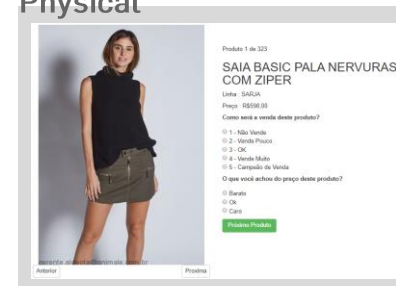 Physical
Produto 1 de 323
SAIA BASIC PALA NERVURAS
COM ZIPER
Linha : SARJA
Preço : R$598,00
Como será a venda deste produto?
1 - Não Vende
2 - Vende Pouco
3 - OK
4 - Vende Muito
5 - Campeão de Venda
O que você achou do preço deste produto?
Barato
Ok
Caro
Próximo Produto
Anterior
Proxima